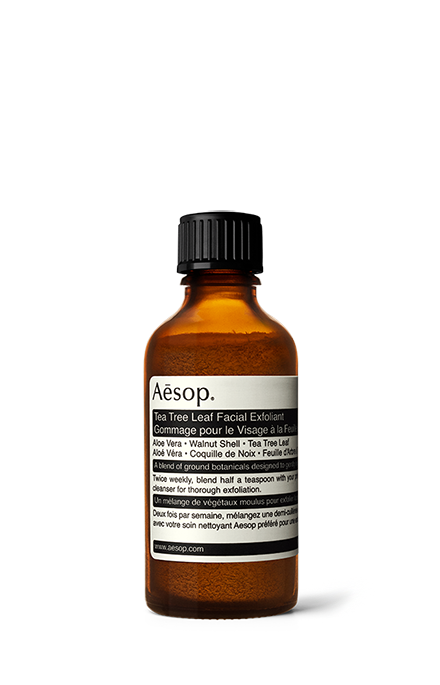 Aēsop®
Tea Tree Leaf Facial Exfoliant
Gommage pour le Visage à la
Aloe Vera • Walnut Shell • Tea Tree Leaf
Aloé Véra • Coquille de Noix • Feuille
A blend of ground botanicals designed to
Twice weekly, blend half a teaspoon with your
cleanser for thorough exfoliation.
Un mélange de végétaux moulus pour
Deux fois par semaine, mélangez une
avec votre soin nettoyant Aesop préféré pour une
www.aesop.com